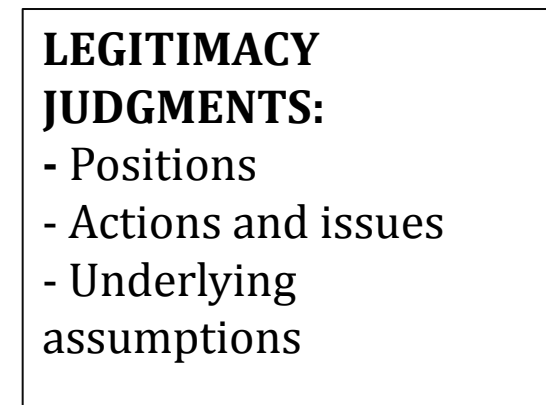 LEGITIMACY
JUDGMENTS:
- Positions
- Actions and issues
- Underlying
assumptions